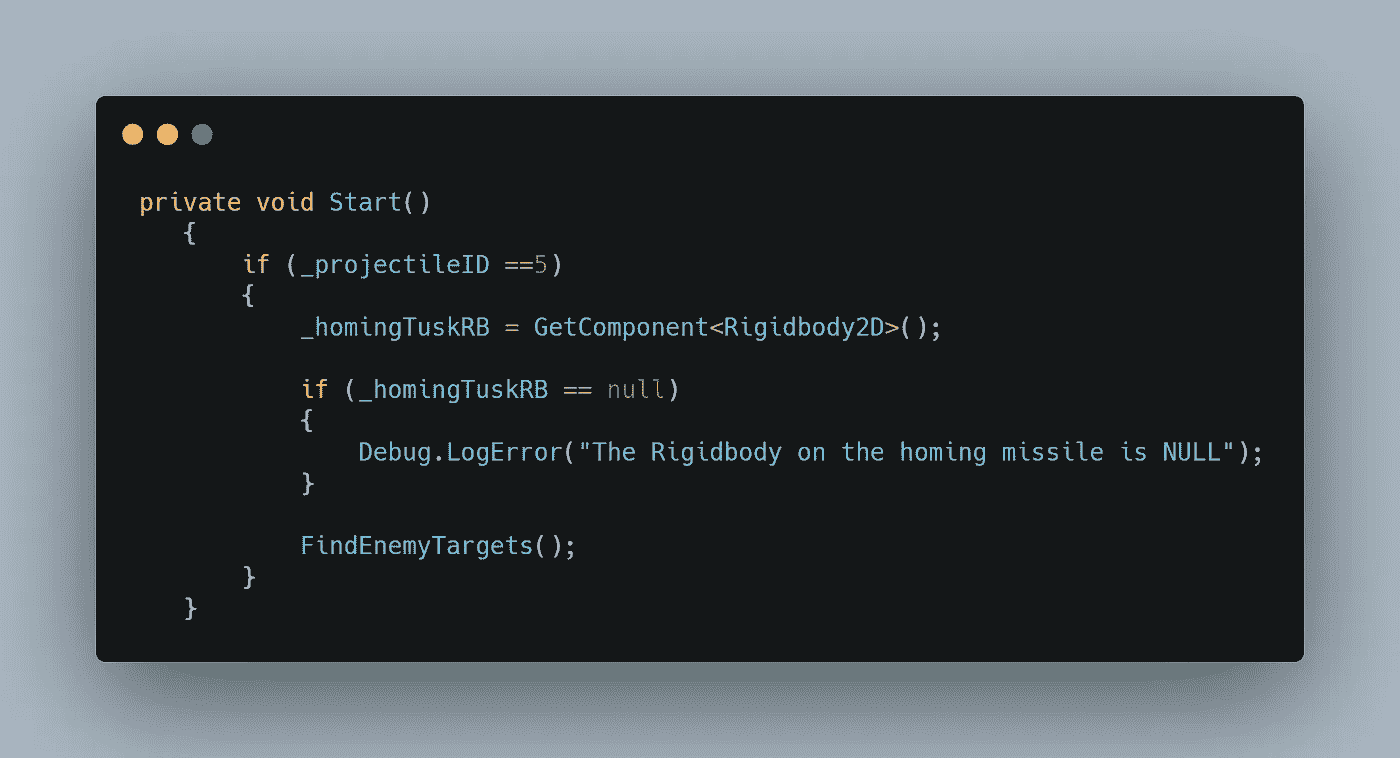 private void Start()
{
if (_projectileID ==5)
{
_homingTuskRB = GetComponent<Rigidbody2D>();
if (_homingTuskRB == null)
{
Debug.LogError("The Rigidbody on the homing missile is NULL");
}
FindEnemyTargets();
}
}